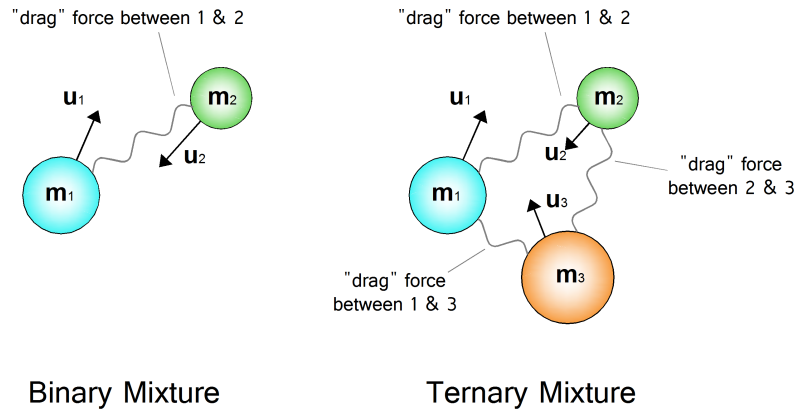 "drag" force between 1 & 2
u1
m2
u2
m1
Binary Mixture
"drag" force between 1 & 2
u1
m2
u2
"drag" force
between 2 & 3
m1
u3
m3
"drag" force
between 1 & 3
Ternary Mixture